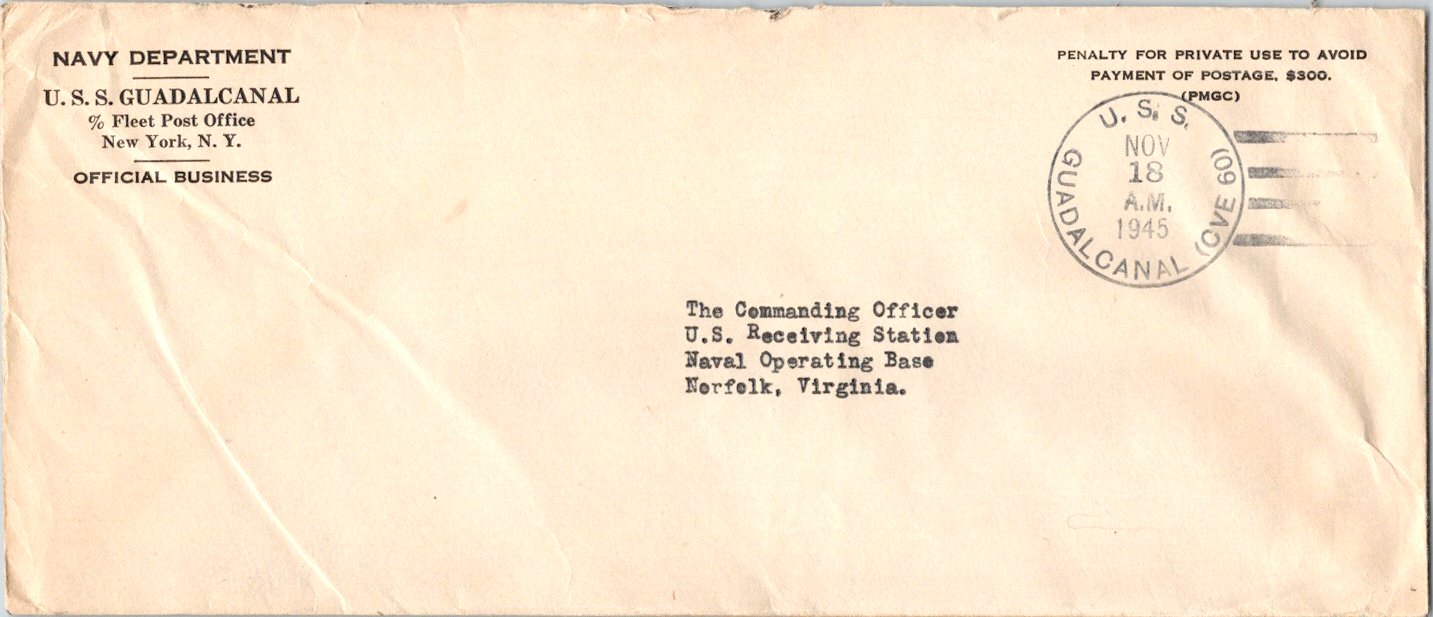 NAVY DEPARTMENT
U. S. S. GUADALCANAL
% Fleet Post Office
New York, N. Y.
OFFICIAL BUSINESS
PENALTY FOR PRIVATE USE TO AVOID
PAYMENT OF POSTAGE, $300.
(PMGC)
U. S. S.
GUADALCANAL (CVE 60)
NOV
18
A.M.
1945
The Commanding Officer
U.S. Receiving Station
Naval Operating Base
Norfolk, Virginia.